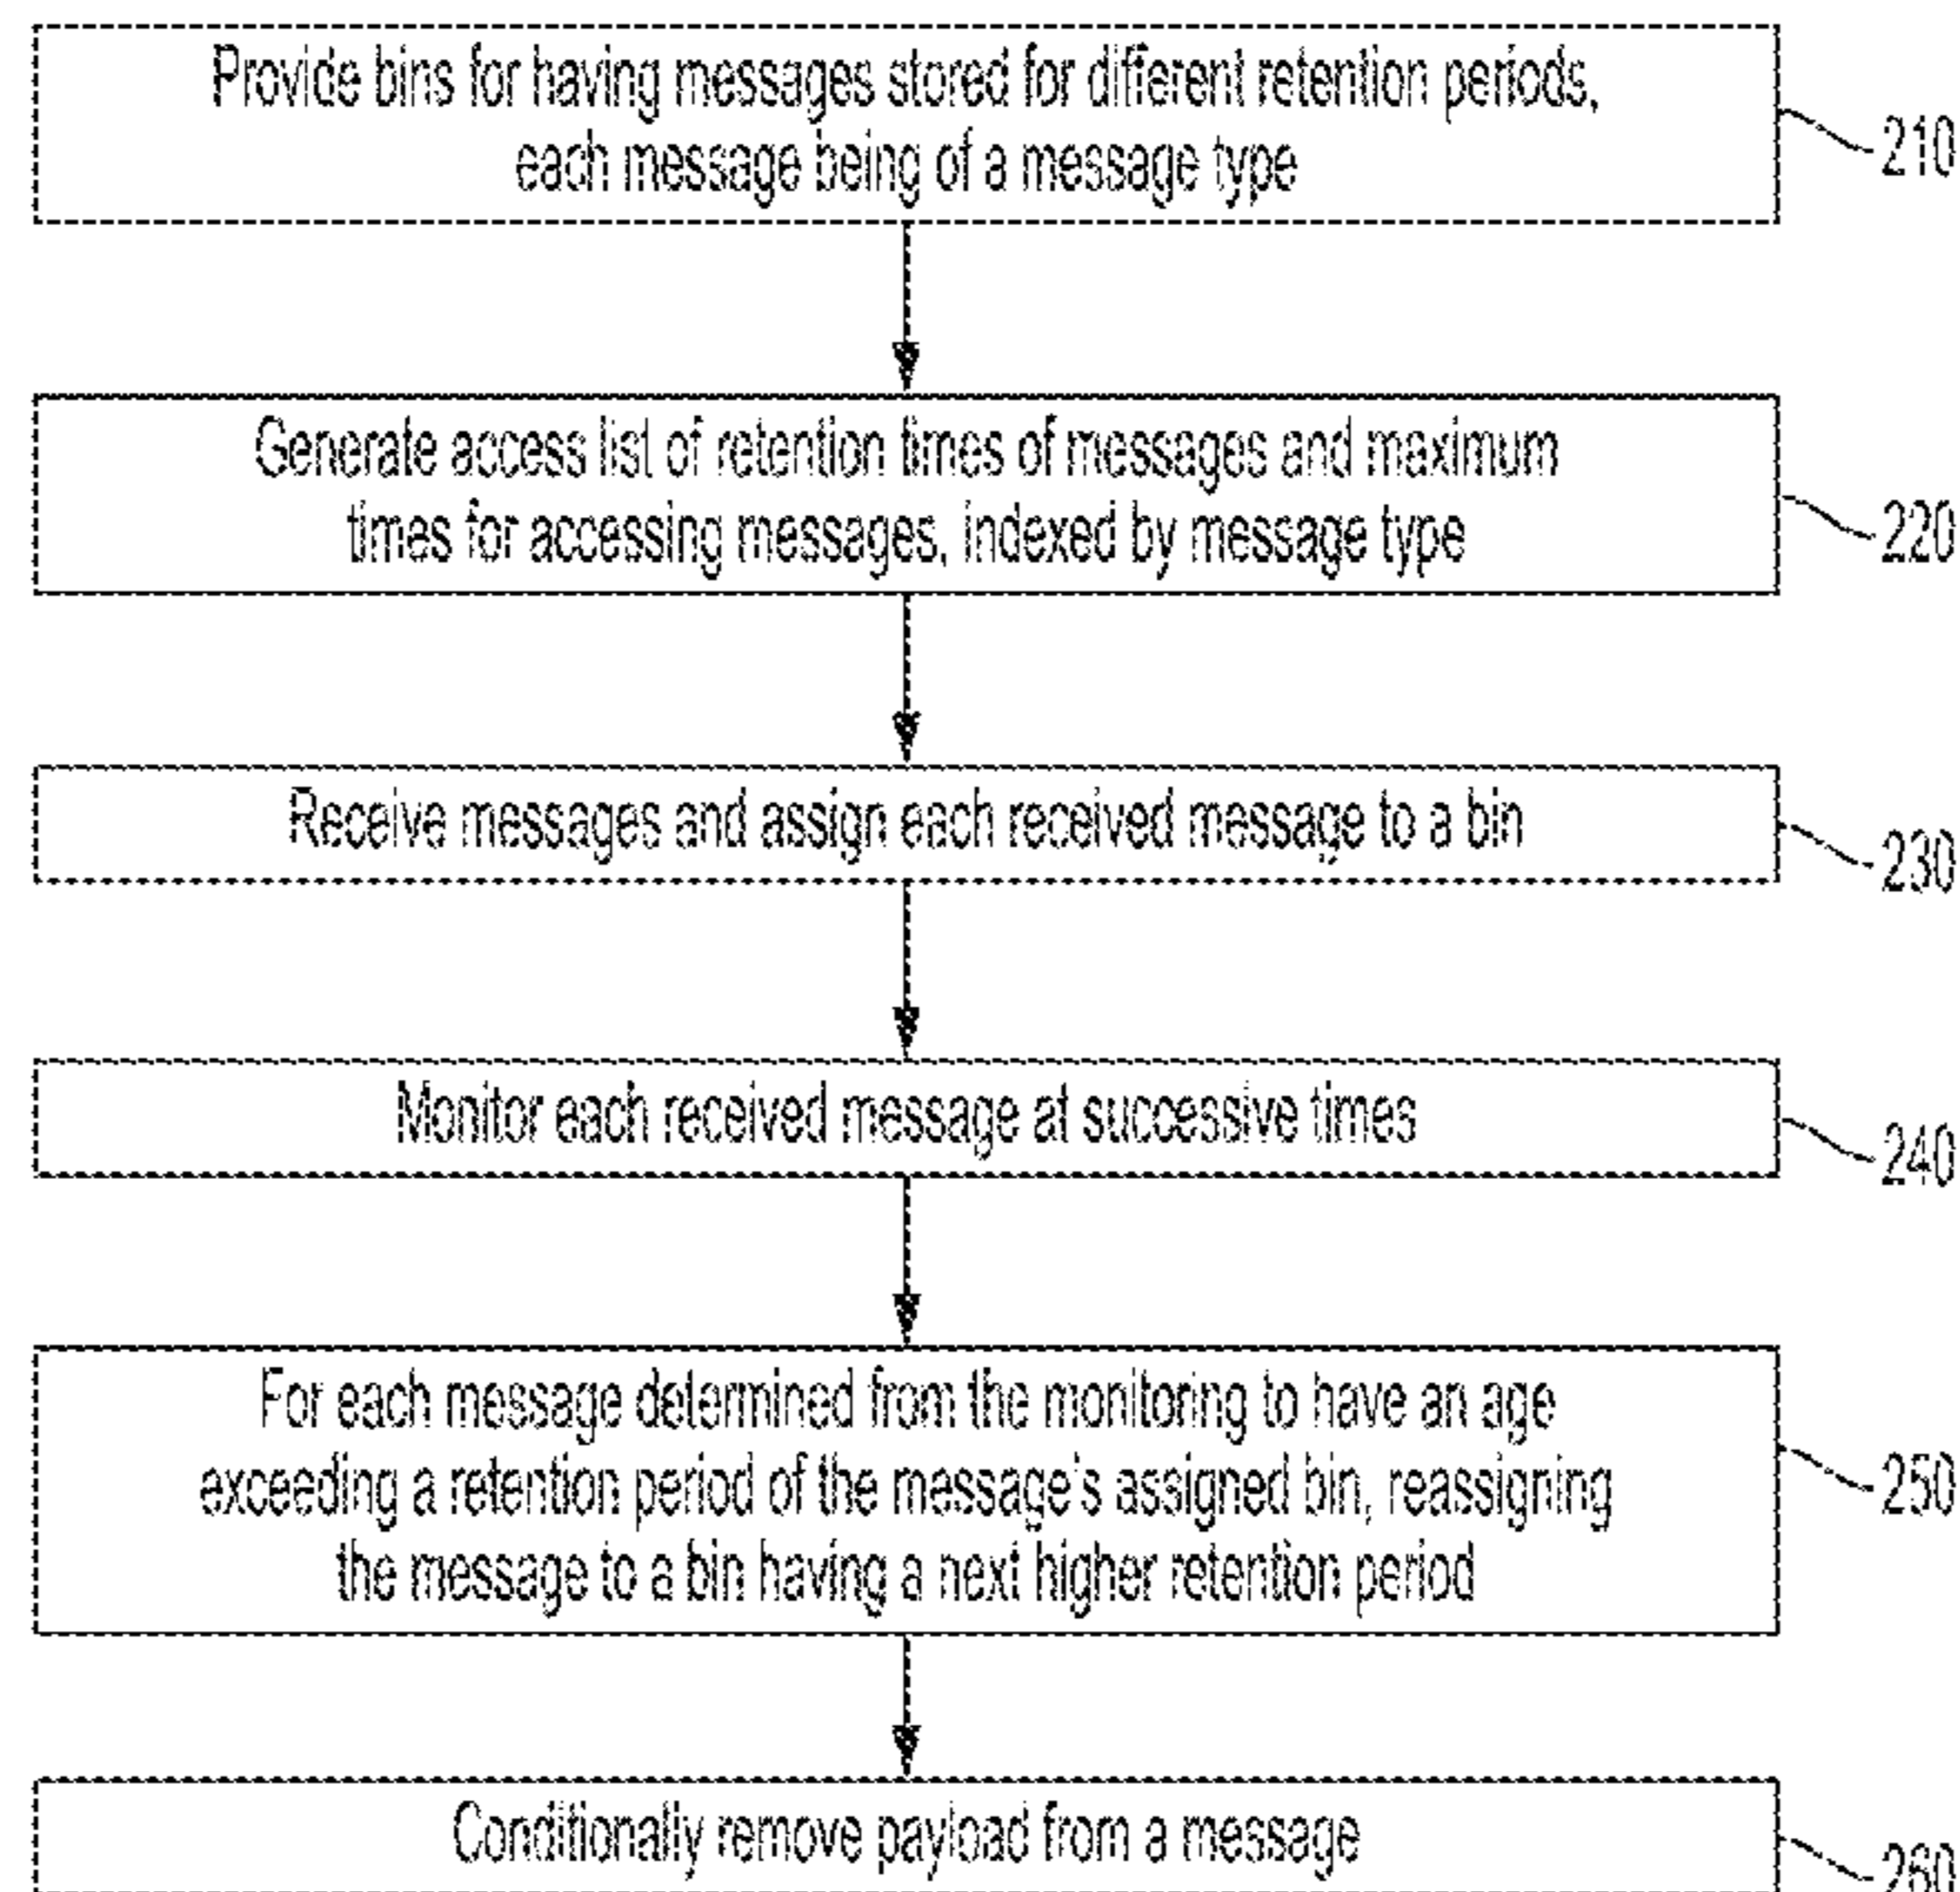 Provide bins for having messages stored for different retention periods,
each message being of a message type
210
Generate access list of retention times of messages and maximum
times for accessing messages, indexed by message type
220
Receive messages and assign each received message to a bin
230
Monitor each received message at successive times
240
For each message determined from the monitoring to have an age
exceeding a retention period of the message's assigned bin, reassigning
the message to a bin having a next higher retention period
250
Conditionally remove payload from a message
260